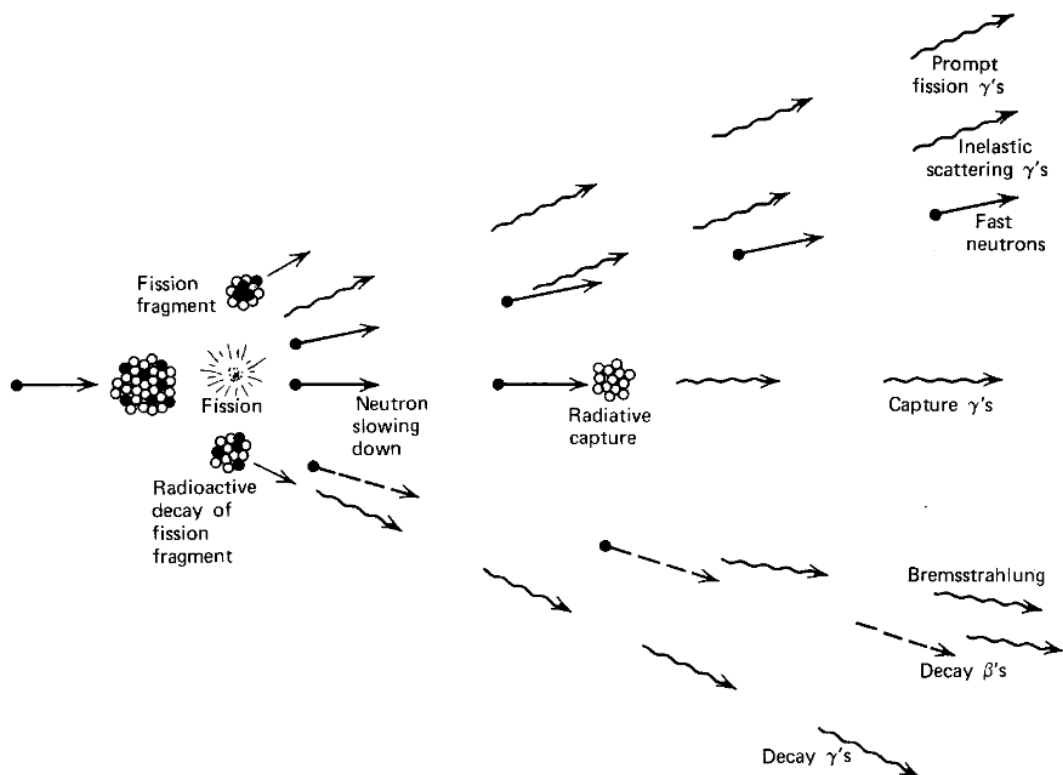 Prompt
fission γ's
Inelastic
scattering γ's
Fast
neutrons
Fission
fragment
Fission
Neutron
slowing
down
Radiative
capture
Capture γ's
Radioactive
decay of
fission
fragment
Bremsstrahlung
Decay β's
Decay γ's